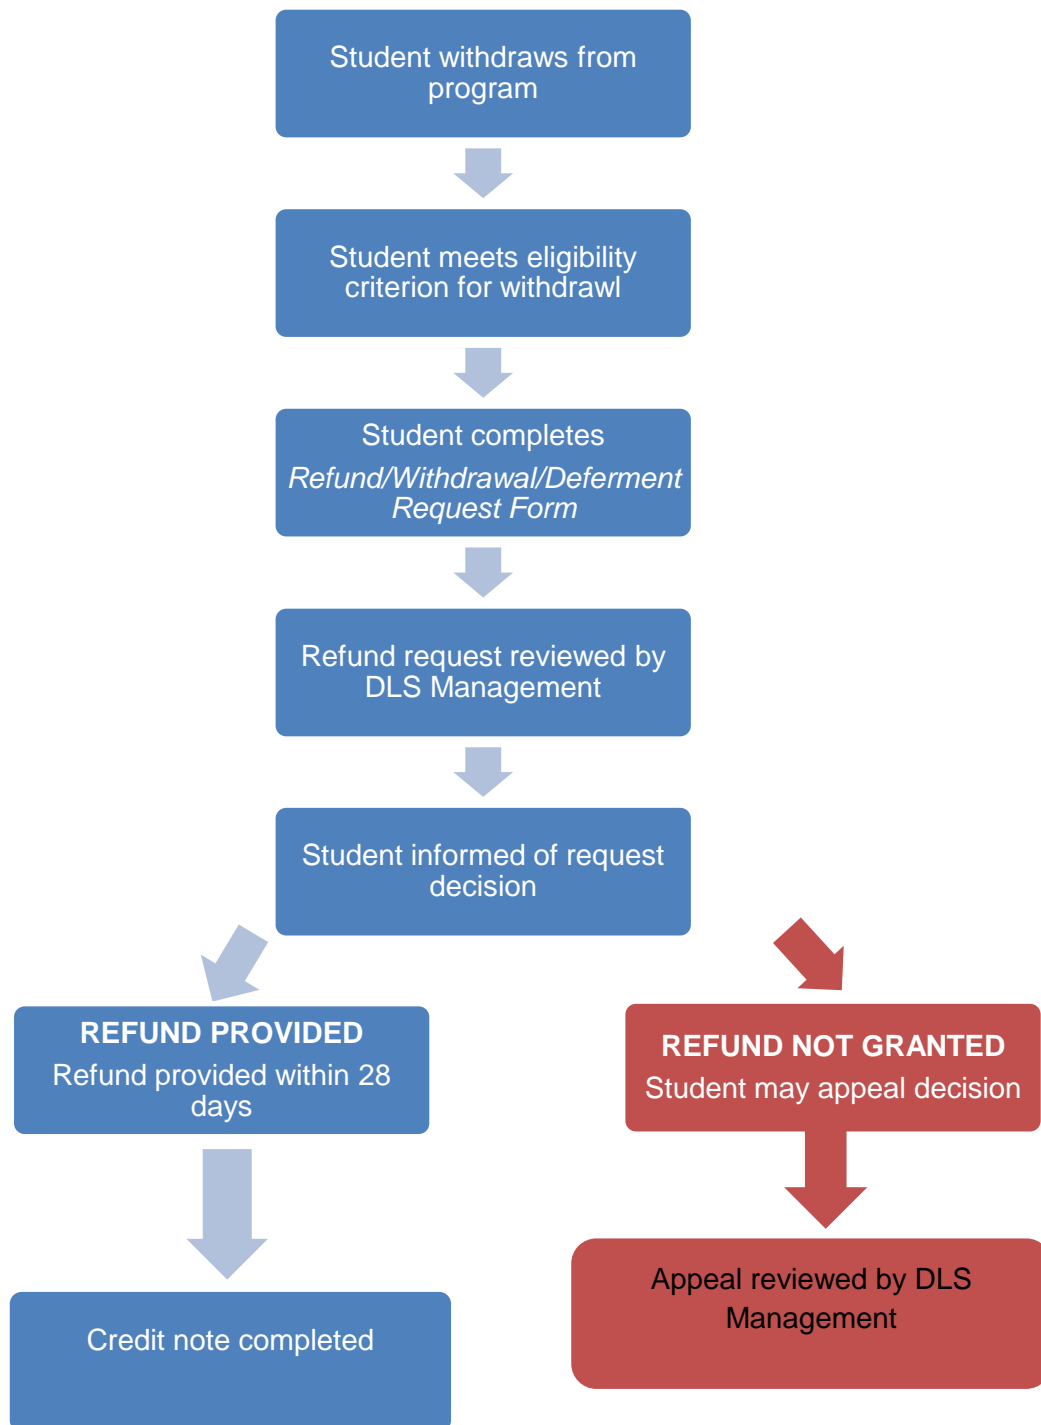 Student withdraws from
program
Student meets eligibility
criterion for withdrawl
Student completes
Refund/Withdrawal/Deferment
Request Form
Refund request reviewed by
DLS Management
Student informed of request
decision
REFUND PROVIDED
Refund provided within 28
days
REFUND NOT GRANTED
Student may appeal decision
Credit note completed
Appeal reviewed by DLS
Management